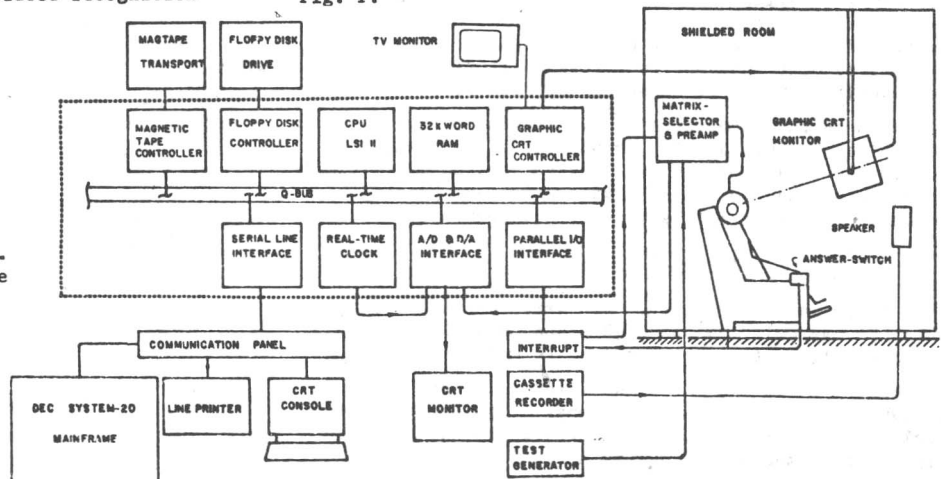 Fig. 1.
MAGTAPE
TRANSPORT
FLOPPY DISK
DRIVE
TV MONITOR
SHIELDED ROOM
MAGNETIC
TAPE
CONTROLLER
FLOPPY DISK
CONTROLLER
CPU
LSI II
32K WORD
RAM
GRAPHIC
CRT
CONTROLLER
MATRIX-
SELECTOR
& PREAMP
GRAPHIC CRT
MONITOR
Q-BUS
SERIAL LINE
INTERFACE
REAL-TIME
CLOCK
A/D & D/A
INTERFACE
PARALLEL I/O
INTERFACE
SPEAKER
ANSWER-SWITCH
COMMUNICATION PANEL
INTERRUPT
DEC SYSTEM-20
MAINFRAME
LINE PRINTER
CRT
CONSOLE
CRT
MONITOR
CASSETTE
RECORDER
TEST
GENERATOR